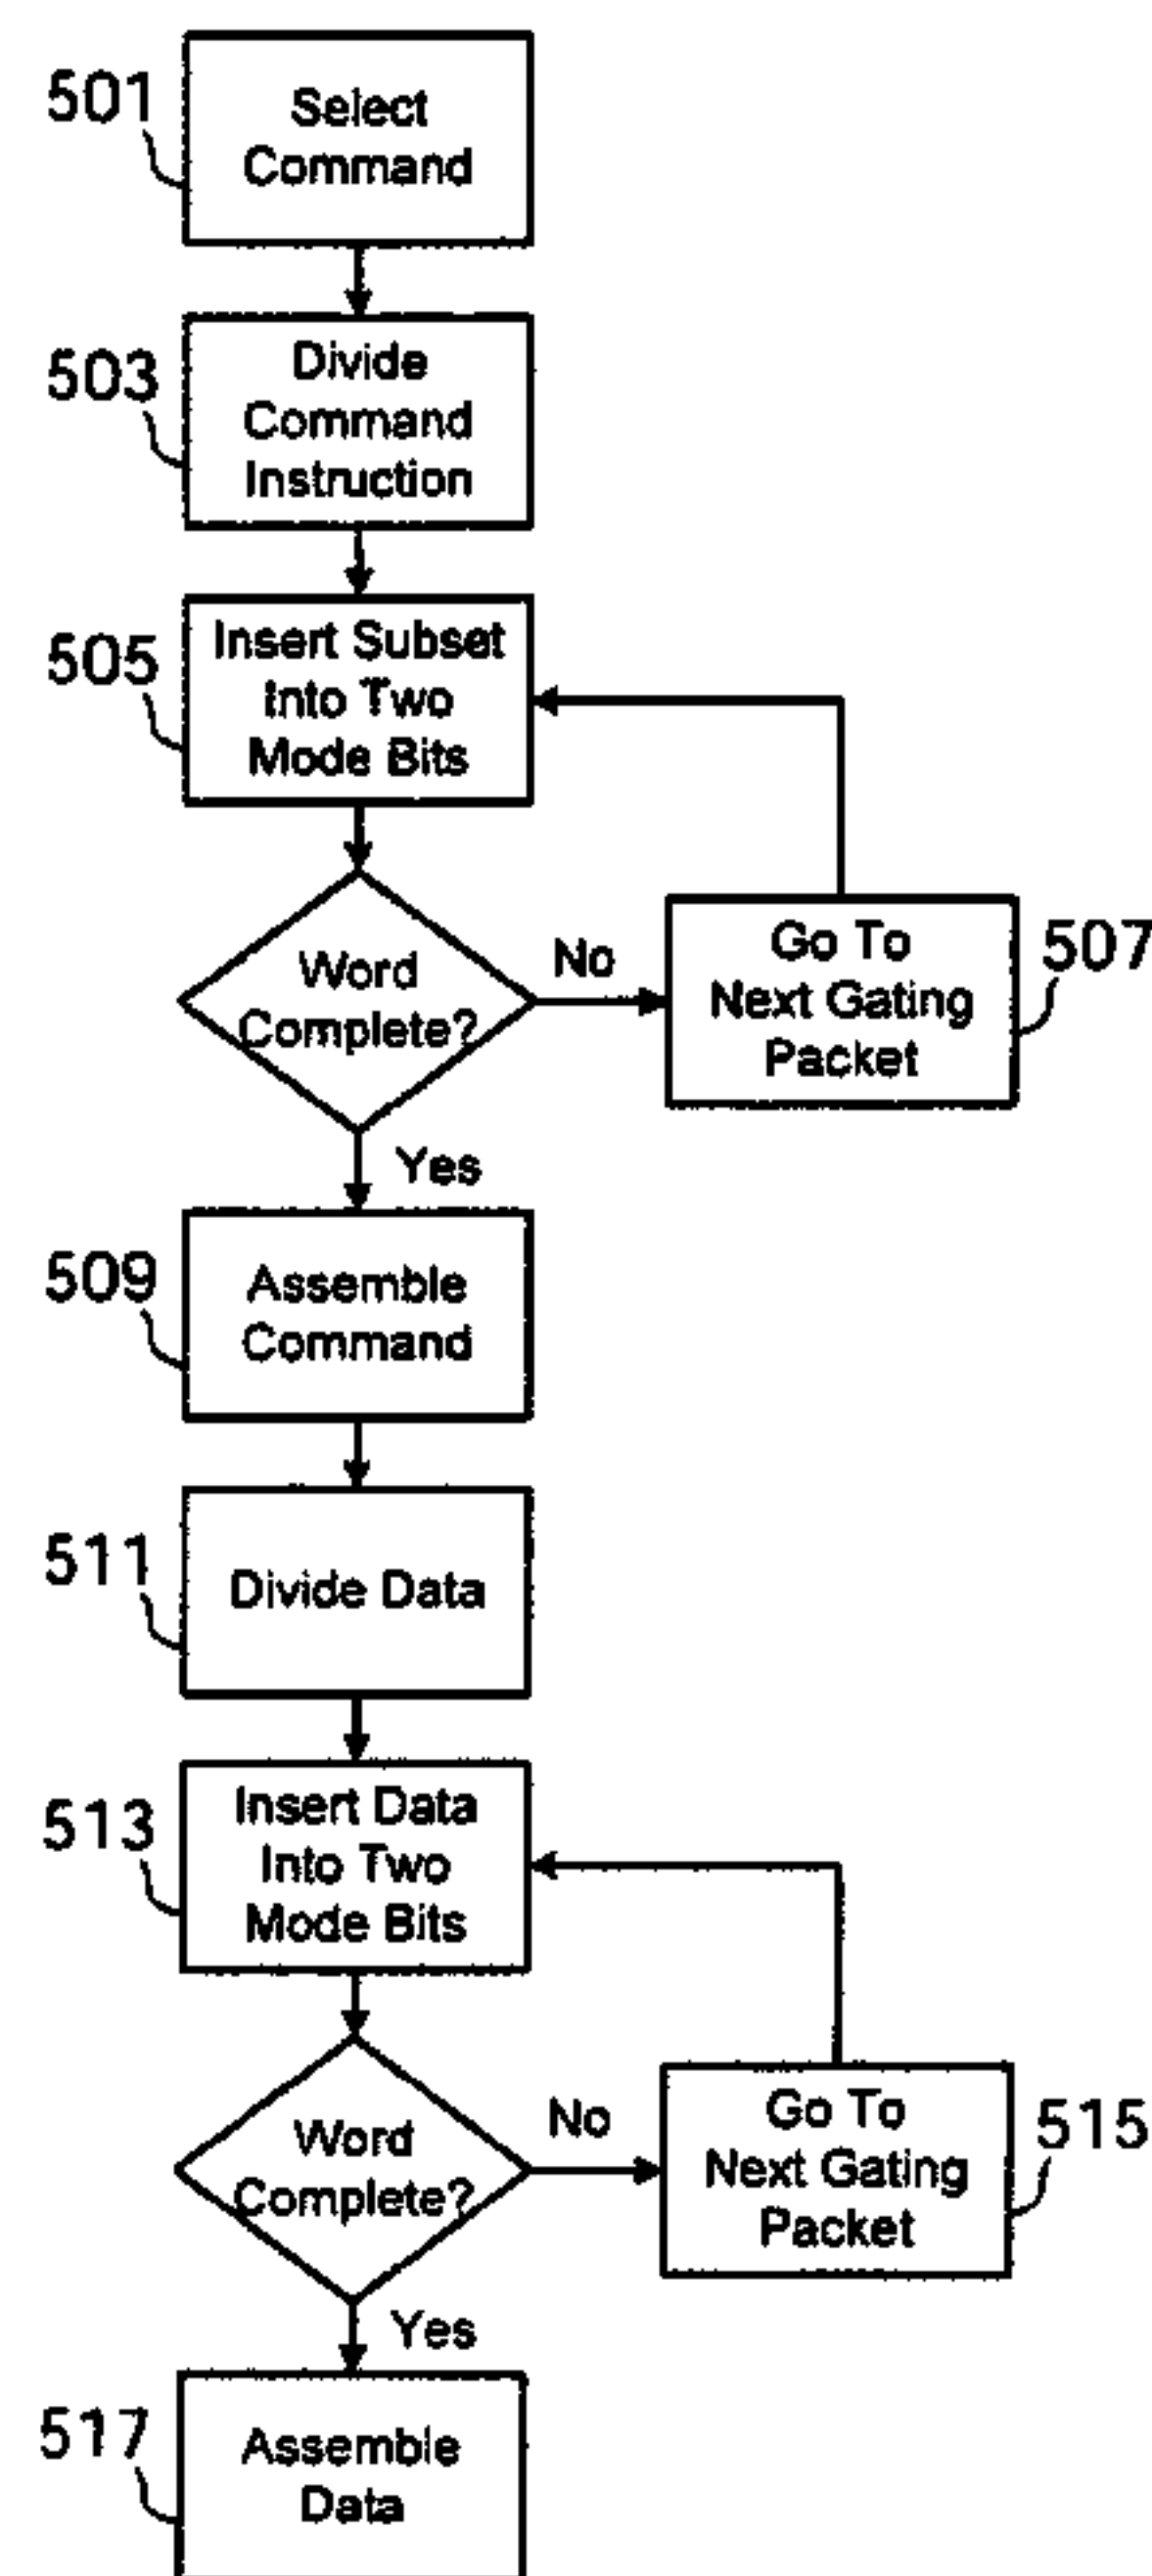 501
Select
Command
503
Divide
Command
Instruction
505
Insert Subset
Into Two
Mode Bits
Word
Complete?
No
Go To
Next Gating
Packet
507
Yes
509
Assemble
Command
511
Divide Data
513
Insert Data
Into Two
Mode Bits
Word
Complete?
No
Go To
Next Gating
Packet
515
Yes
517
Assemble
Data